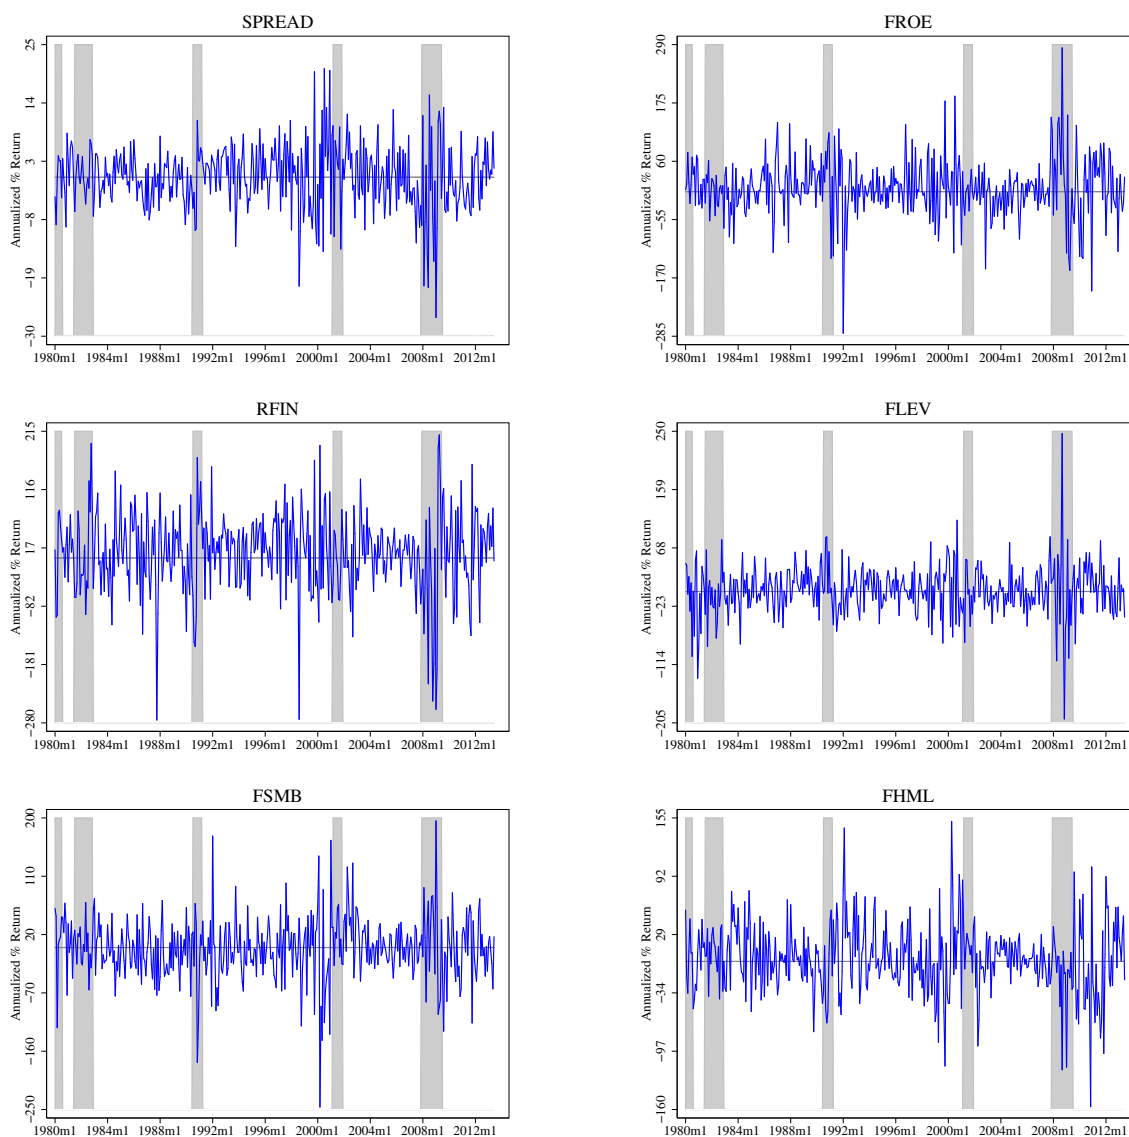 SPREAD
Annualized % Return
25
14
3
−8
−19
−30
1980m1 1984m1 1988m1 1992m1 1996m1 2000m1 2004m1 2008m1 2012m1
FROE
Annualized % Return
290
175
60
−55
−170
−285
1980m1 1984m1 1988m1 1992m1 1996m1 2000m1 2004m1 2008m1 2012m1
RFIN
Annualized % Return
215
116
17
−82
−181
−280
1980m1 1984m1 1988m1 1992m1 1996m1 2000m1 2004m1 2008m1 2012m1
FLEV
Annualized % Return
250
159
68
−23
−114
−205
1980m1 1984m1 1988m1 1992m1 1996m1 2000m1 2004m1 2008m1 2012m1
FSMB
Annualized % Return
200
110
20
−70
−160
−250
1980m1 1984m1 1988m1 1992m1 1996m1 2000m1 2004m1 2008m1 2012m1
FHML
Annualized % Return
155
92
29
−34
−97
−160
1980m1 1984m1 1988m1 1992m1 1996m1 2000m1 2004m1 2008m1 2012m1